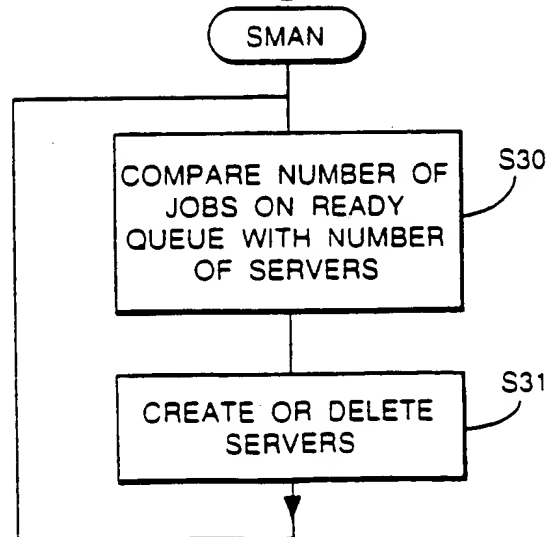 SMAN
COMPARE NUMBER OF
JOBS ON READY
QUEUE WITH NUMBER
OF SERVERS
S30
CREATE OR DELETE
SERVERS
S31